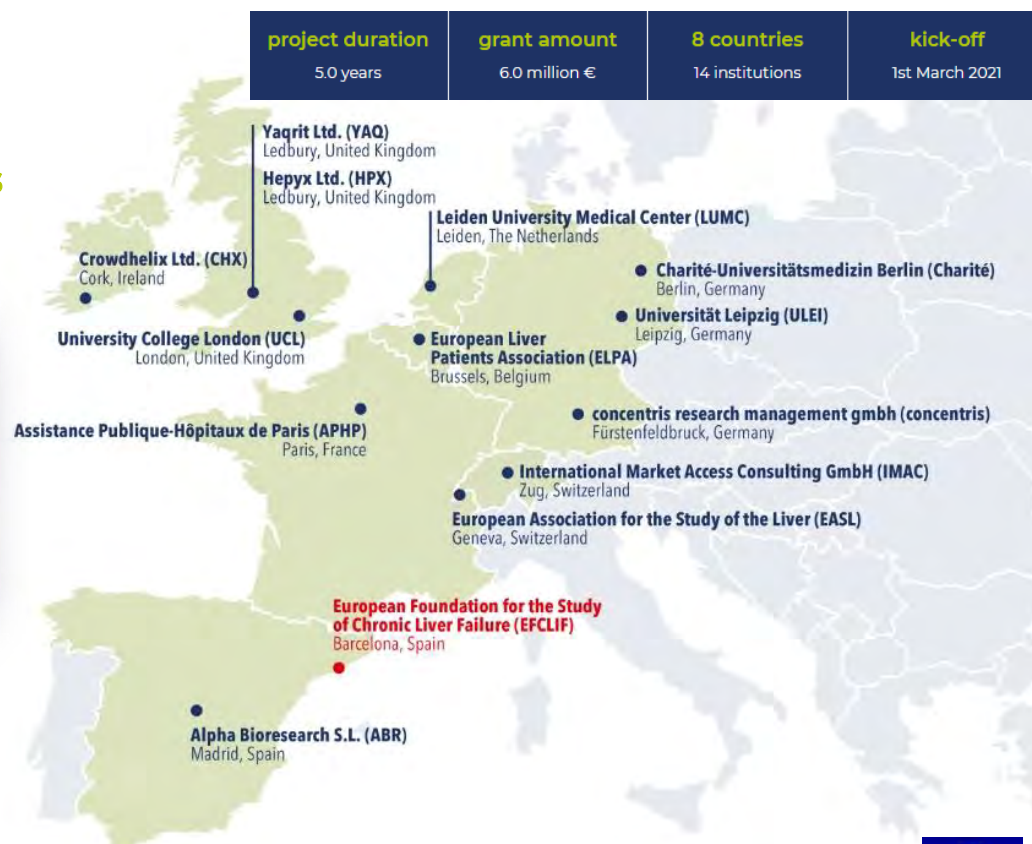 project duration
5.0 years
grant amount
6.0 million €
8 countries
14 institutions
kick-off
1st March 2021
s
Yaqrit Ltd. (YAQ)
Ledbury, United Kingdom
Hepyx Ltd. (HPX)
Ledbury, United Kingdom
Leiden University Medical Center (LUMC)
Leiden, The Netherlands
Crowdhelix Ltd. (CHX)
Cork, Ireland
Charité-Universitätsmedizin Berlin (Charité)
Berlin, Germany
Universität Leipzig (ULEI)
Leipzig, Germany
University College London (UCL)
London, United Kingdom
European Liver
Patients Association (ELPA)
Brussels, Belgium
concentris research management gmbh (concentris)
Fürstenfeldbruck, Germany
Assistance Publique-Hôpitaux de Paris (APHP)
Paris, France
International Market Access Consulting GmbH (IMAC)
Zug, Switzerland
European Association for the Study of the Liver (EASL)
Geneva, Switzerland
European Foundation for the Study
of Chronic Liver Failure (EFCLIF)
Barcelona, Spain
Alpha Bioresearch S.L. (ABR)
Madrid, Spain